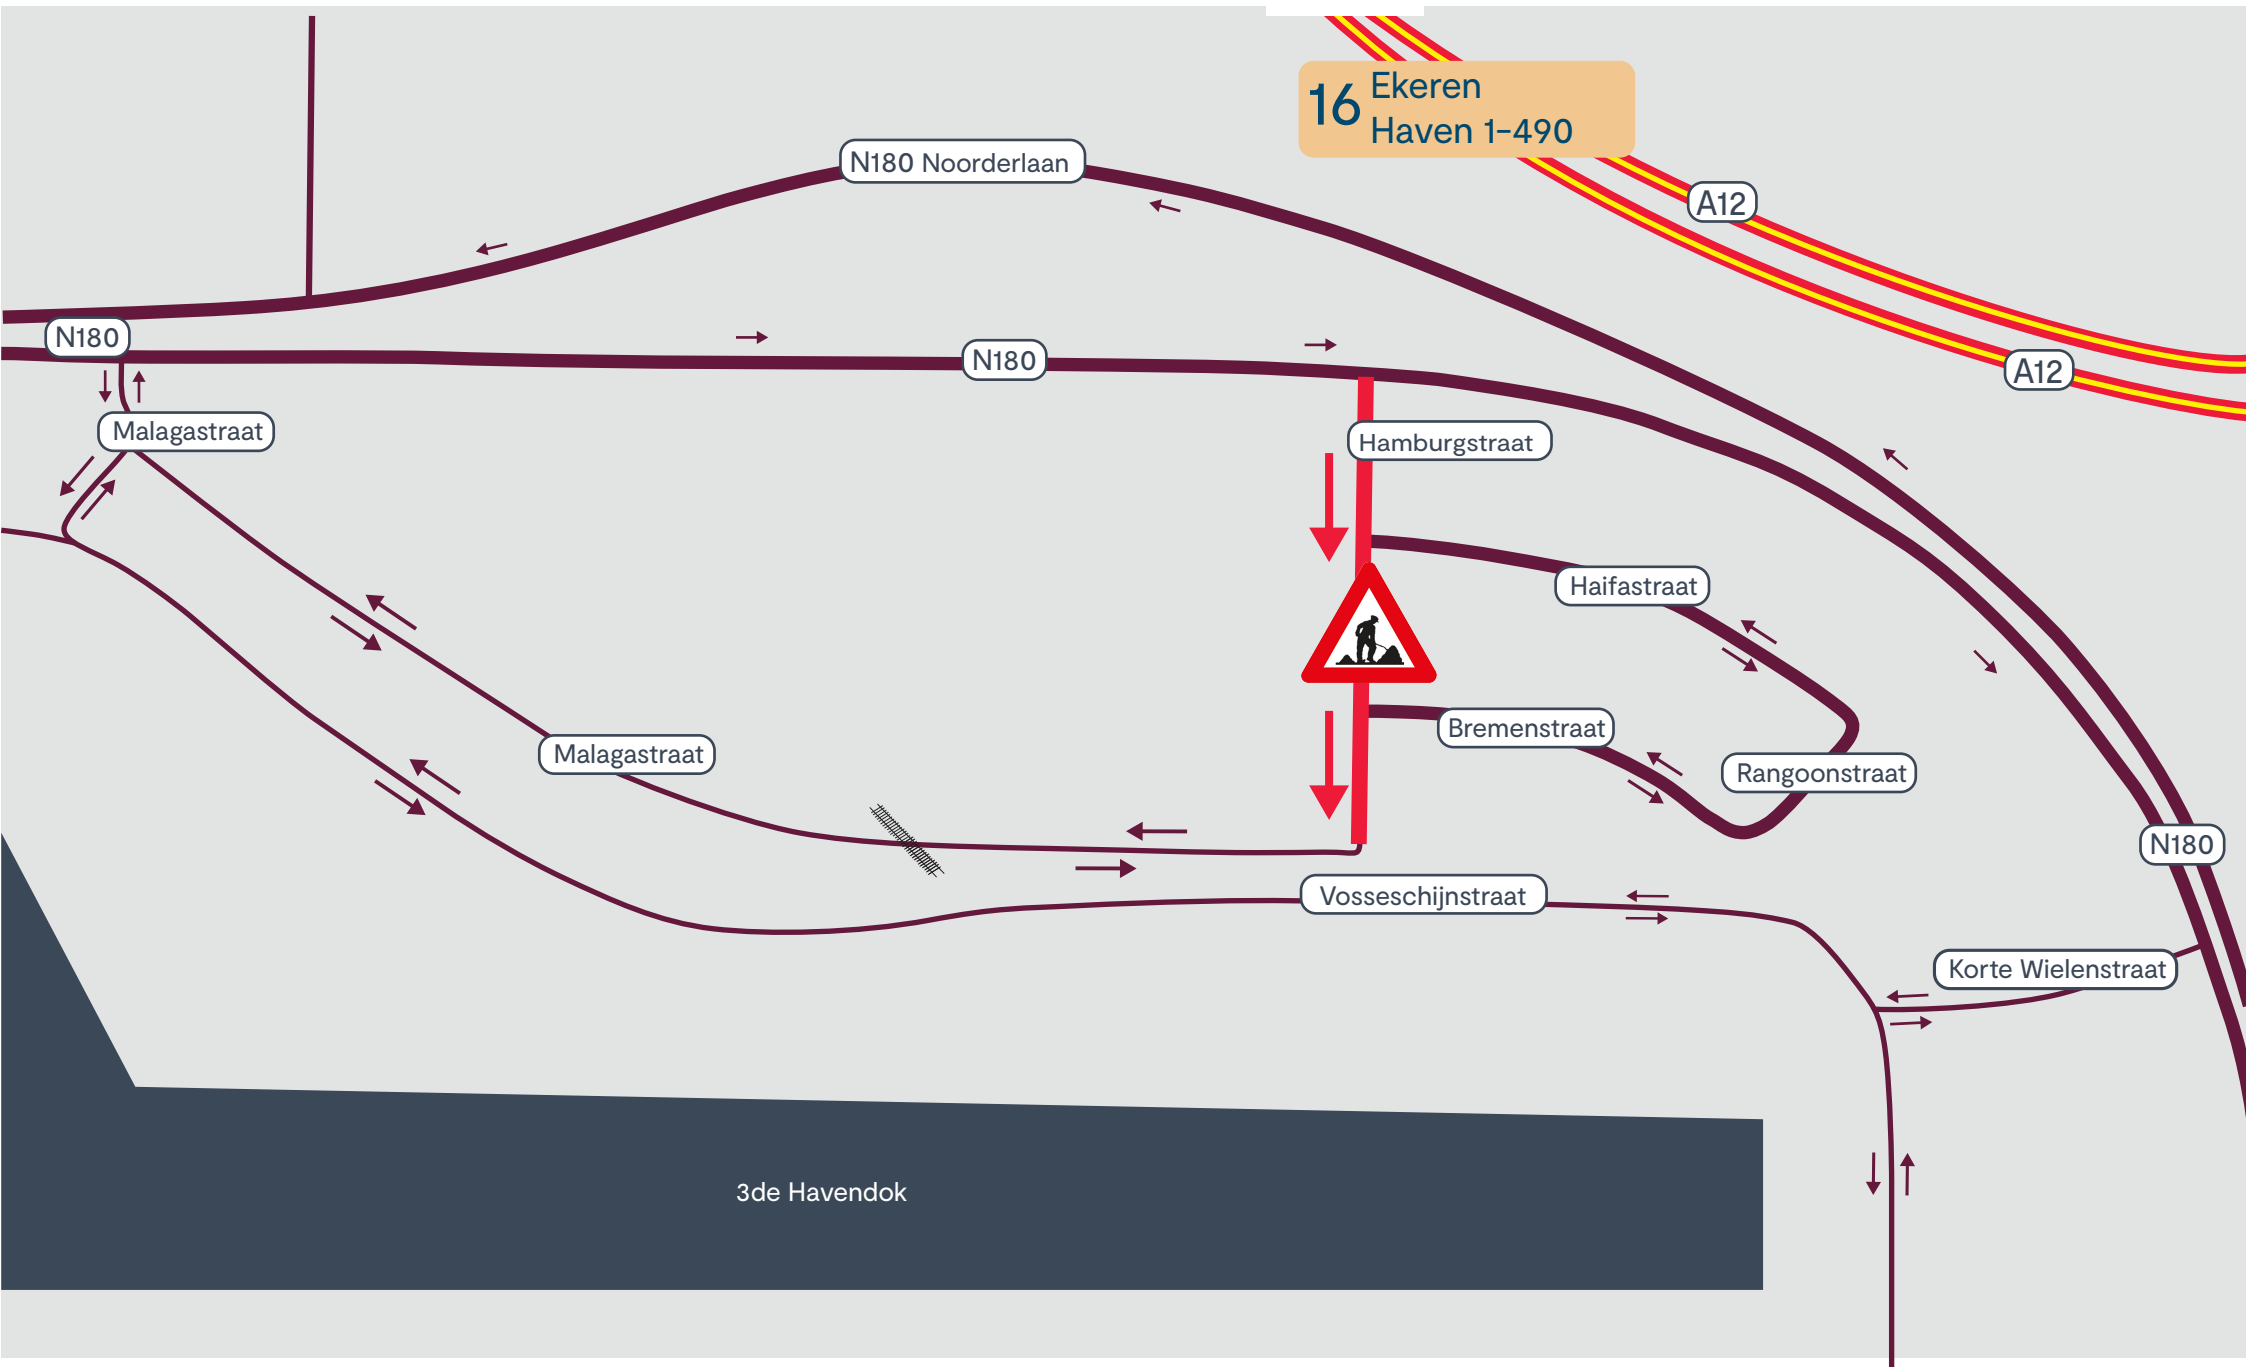 16 Ekeren
Haven 1-490
N180 Noorderlaan
A12
N180
N180
A12
Malagastraat
Hamburgstraat
Haifastraat
Bremenstraat
Malagastraat
Rangoonstraat
N180
Vosseschijnstraat
Korte Wielenstraat
3de Havendok